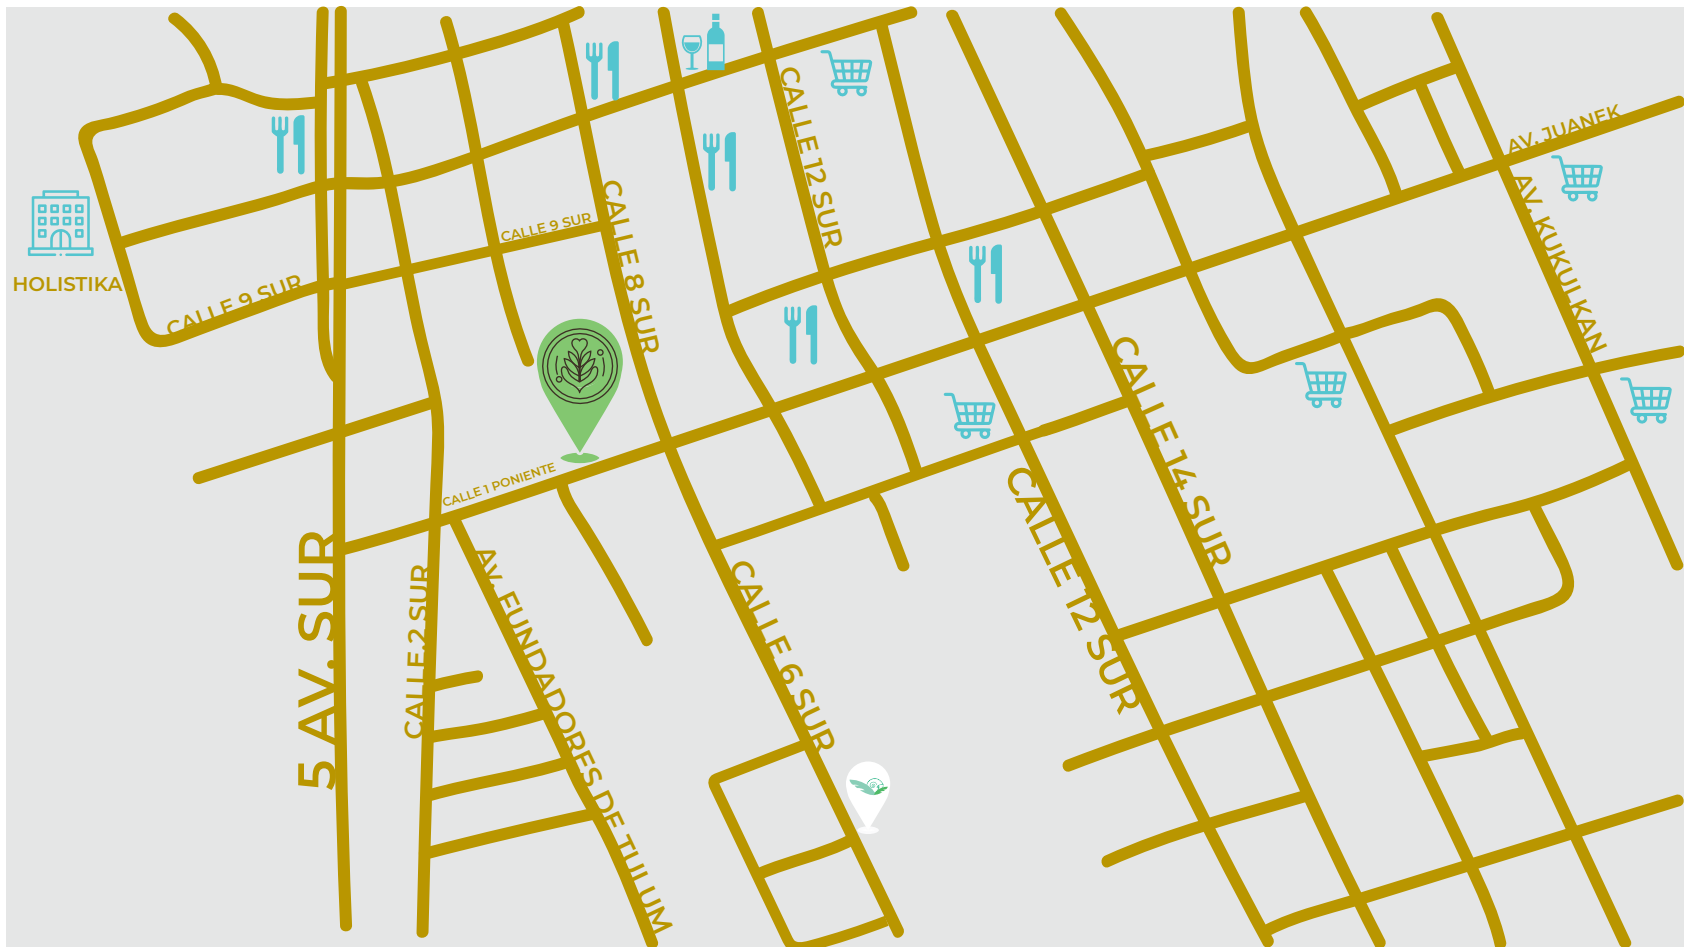 CALLE 12 SUR
AV. JUANEK
CALLE 9 SUR
CALLE 8 SUR
AV. KUKULKAN
HOLISTIKA
CALLE 9 SUR
CALLE 14 SUR
CALLE 1 PONIENTE
CALLE 12 SUR
5 AV. SUR
CALLE 2 SUR
AV. FUNDADORES DE TULUM
CALLE 6 SUR